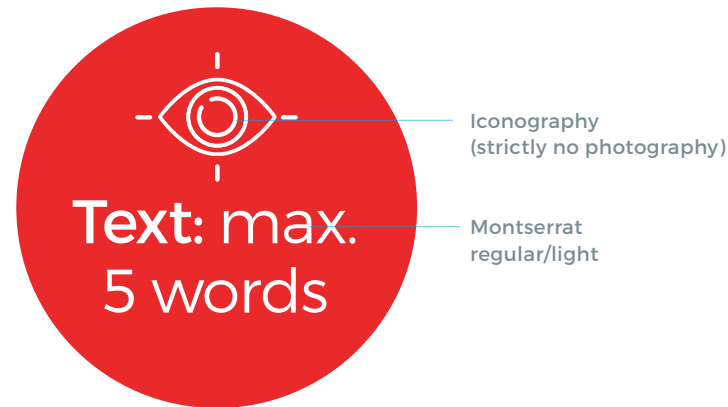 Iconography
(strictly no photography)
Text: max.
5 words
Montserrat
regular/light